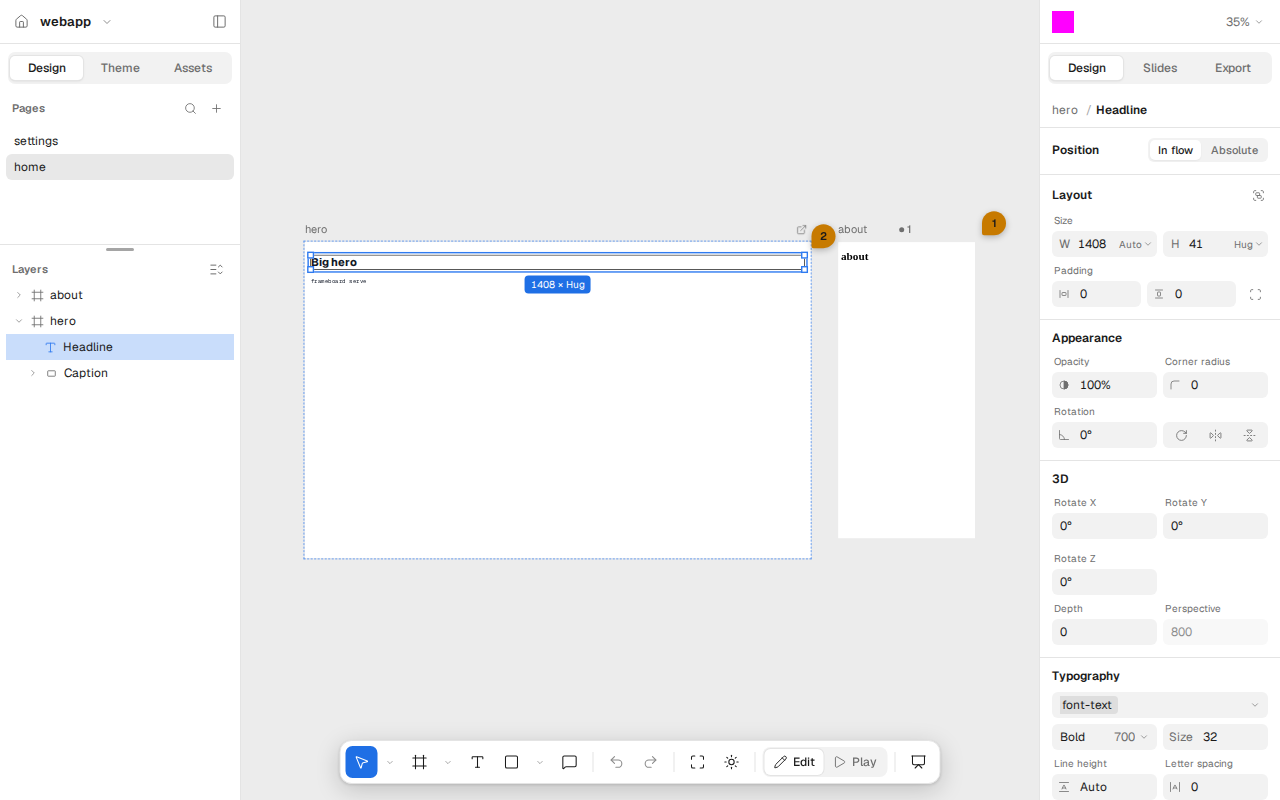 webapp
Design
Theme
Assets
Pages
settings
home
Layers
about
hero
Headline
Caption
hero
2
about
1
1
Big hero
about
frameboard serve
1408 × Hug
Edit
Play
35%
Design
Slides
Export
hero / Headline
Position
In flow
Absolute
Layout
Size
W 1408 Auto
H 41 Hug
Padding
0
0
Appearance
Opacity
Corner radius
100%
0
Rotation
0°
3D
Rotate X
Rotate Y
0°
0°
Rotate Z
0°
Depth
Perspective
0
800
Typography
font-text
Bold 700
Size 32
Line height
Letter spacing
Auto
0